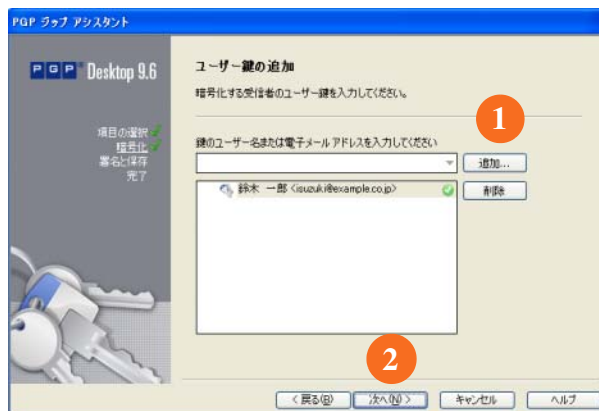 PGP ラップ アシスタント
PGP Desktop 9.6
項目の選択
暗号化
署名と保存
完了
ユーザー鍵の追加
暗号化する受信者のユーザー鍵を入力してください。
1
鍵のユーザー名または電子メール アドレスを入力してください
追加...
鈴木 一郎 <isuzuki@example.co.jp>
削除
2
< 戻る(B)
次へ(N) >
キャンセル
ヘルプ